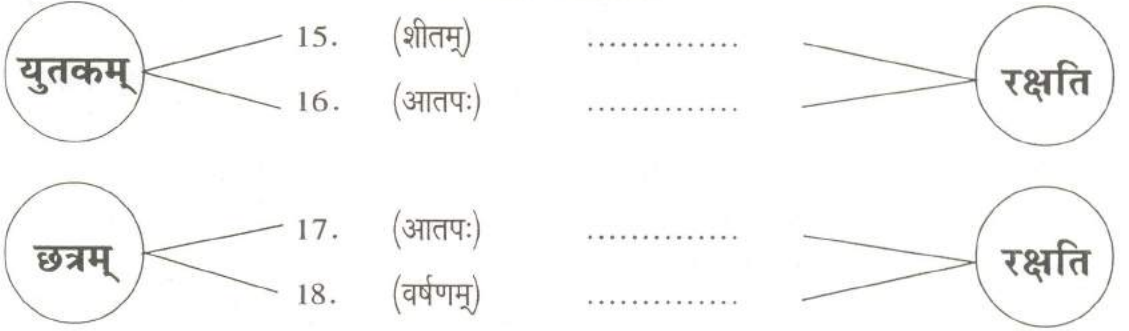 युतकम्
15. (शीतम्) .............
16. (आतपः) .............
रक्षति
छत्रम्
17. (आतपः) .............
18. (वर्षणम्) .............
रक्षति